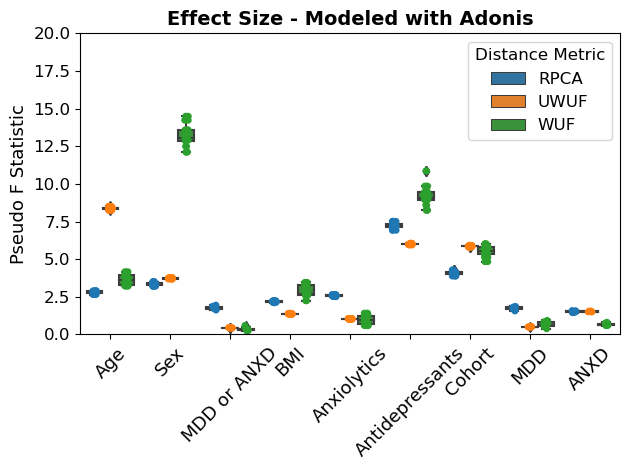 Effect Size - Modeled with Adonis
Pseudo F Statistic
20.0
17.5
15.0
12.5
10.0
7.5
5.0
2.5
0.0
Distance Metric
RPCA
UWUF
WUF
Age
Sex
MDD or ANXD
BMI
Anxiolytics
Antidepressants
Cohort
MDD
ANXD